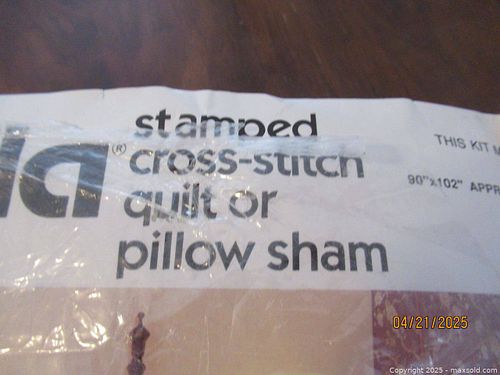 stamped
cross-stitch
quilt or
pillow sham
®
THIS KIT
90"x102"
04/21/2025
Copyright 2025 - maxsold.com